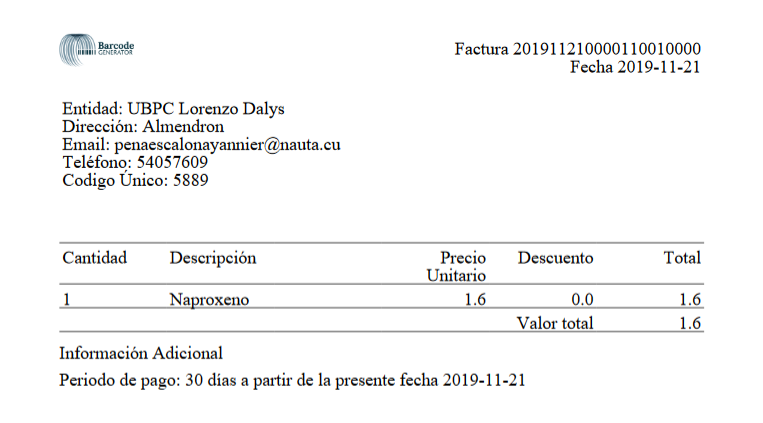 Barcode
GENERATOR
Factura 201911210000110010000
Fecha 2019-11-21
Entidad: UBPC Lorenzo Dalys
Dirección: Almendron
Email: penaescalonayannier@nauta.cu
Teléfono: 54057609
Codigo Único: 5889
Cantidad Descripción Precio Unitario Descuento Total
1 Naproxeno 1.6 0.0 1.6
Valor total 1.6
Información Adicional
Periodo de pago: 30 días a partir de la presente fecha 2019-11-21